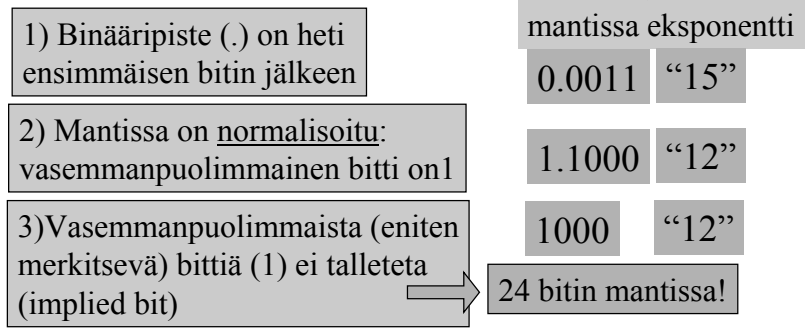 1) Binääripiste (.) on heti
ensimmäisen bitin jälkeen
mantissa eksponentti
0.0011 “15”
2) Mantissa on normalisoitu:
vasemmanpuolimmainen bitti on1
1.1000 “12”
3)Vasemmanpuolimmaista (eniten
merkitsevä) bittiä (1) ei talleteta
(implied bit)
1000 “12”
24 bitin mantissa!